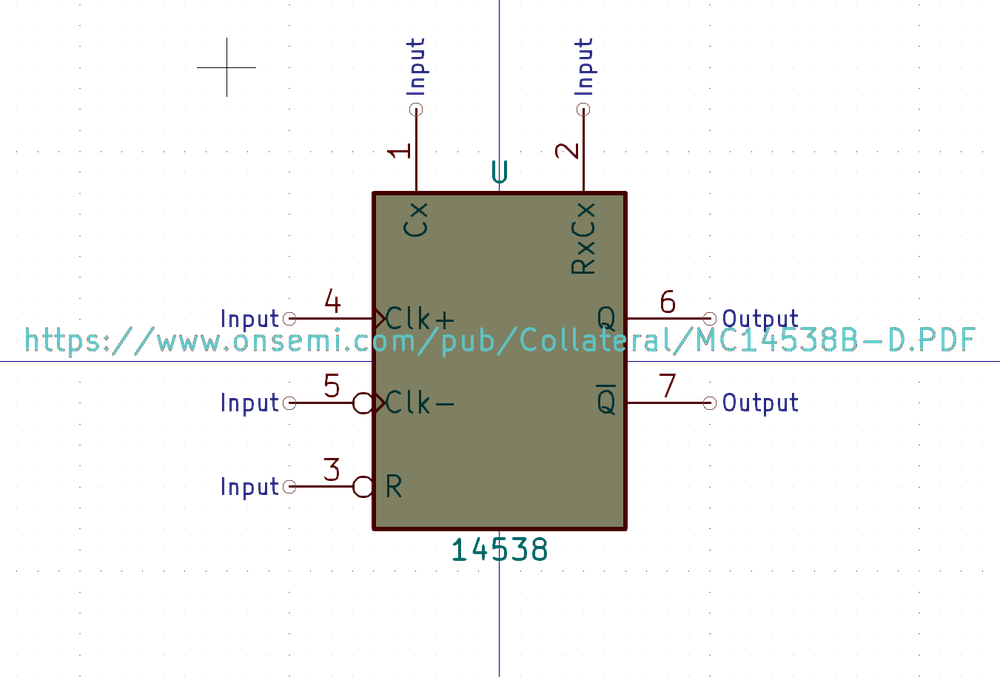 Input
Input
1
2
U
Cx
RxCx
4
6
Input
Clk+
Q
Output
https://www.onsemi.com/pub/Collateral/MC14538B-D.PDF
5
7
Input
Clk-
Q̅
Output
3
Input
R
14538